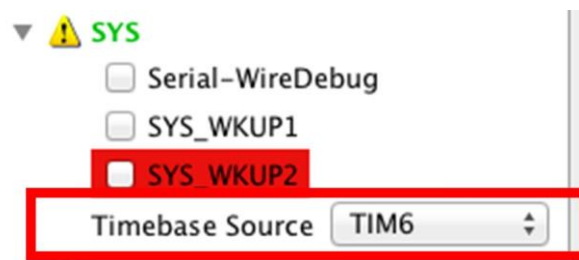 SYS
Serial-WireDebug
SYS_WKUP1
SYS_WKUP2
Timebase Source TIM6